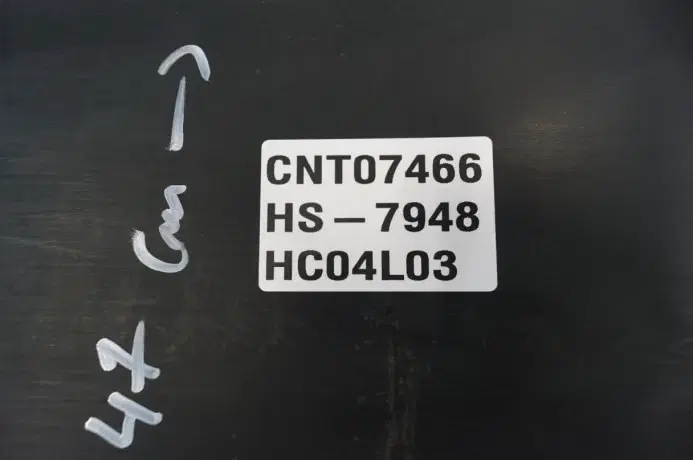 CNT07466
HS-7948
HC04L03
47 Cm →